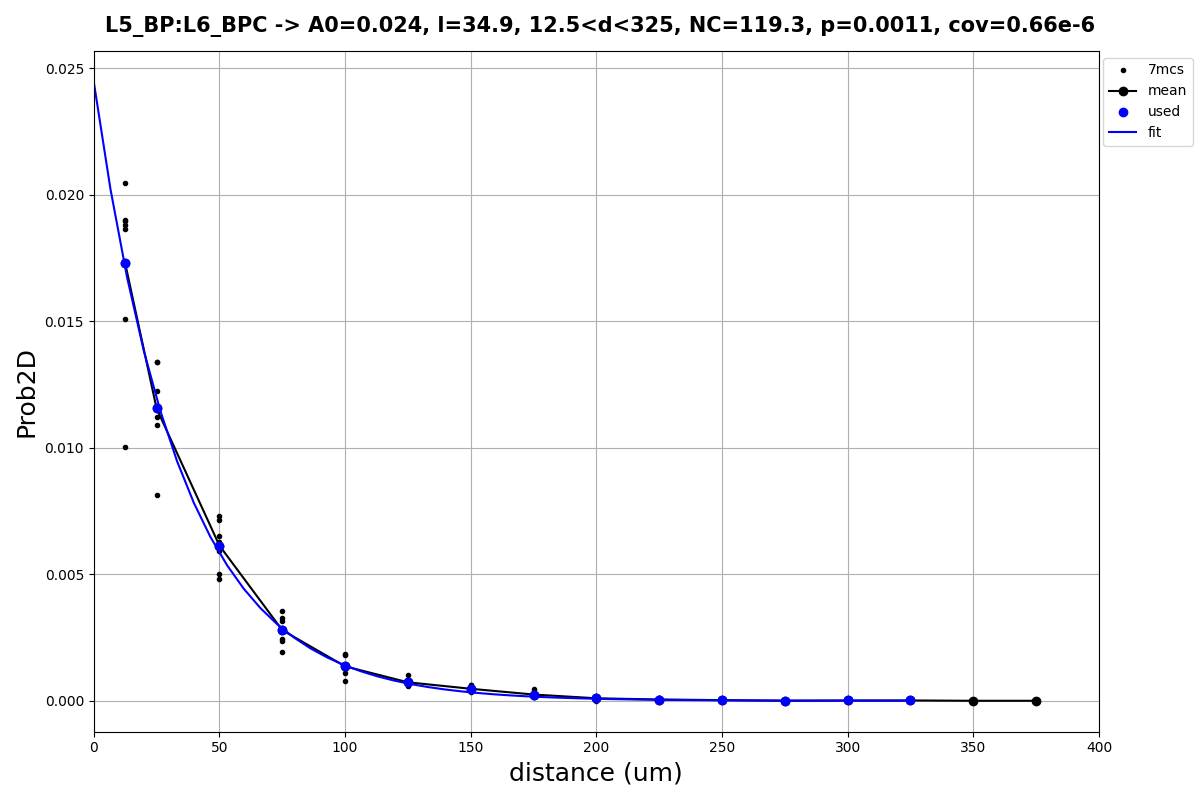 L5_BP:L6_BPC -> A0=0.024, l=34.9, 12.5<d<325, NC=119.3, p=0.0011, cov=0.66e-6
7mcs
mean
used
fit
0.025
0.020
0.015
0.010
0.005
0.000
Prob2D
0 50 100 150 200 250 300 350 400
distance (um)